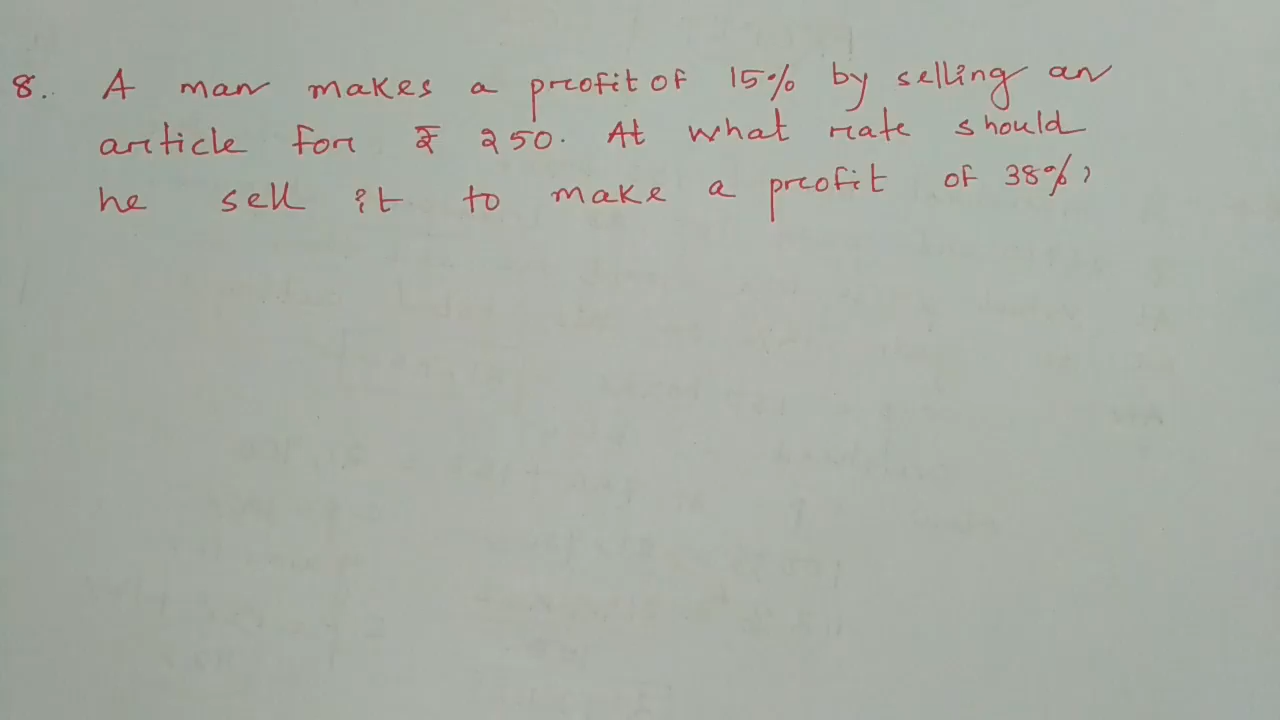 8. A man makes a profit of 15% by selling an
article for ₹ 250. At what rate should
he sell it to make a profit of 38%?